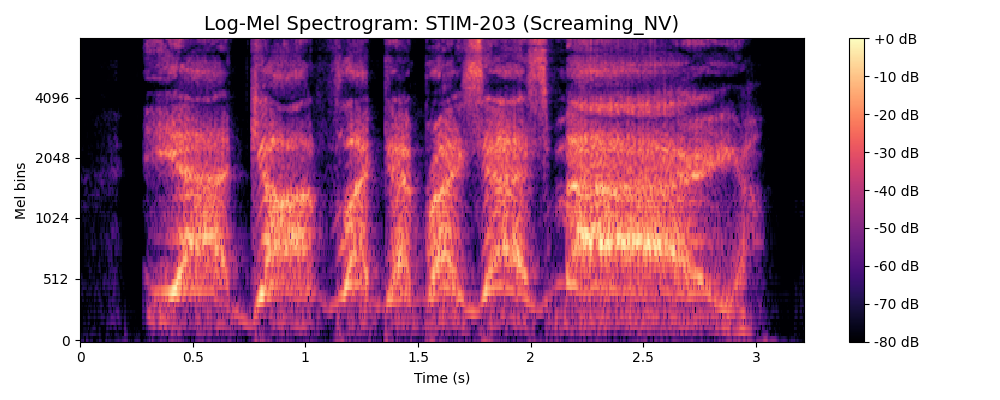 Log-Mel Spectrogram: STIM-203 (Screaming_NV)
+0 dB
-10 dB
-20 dB
-30 dB
-40 dB
-50 dB
-60 dB
-70 dB
-80 dB
Mel bins
4096
2048
1024
512
0
0 0.5 1 1.5 2 2.5 3
Time (s)